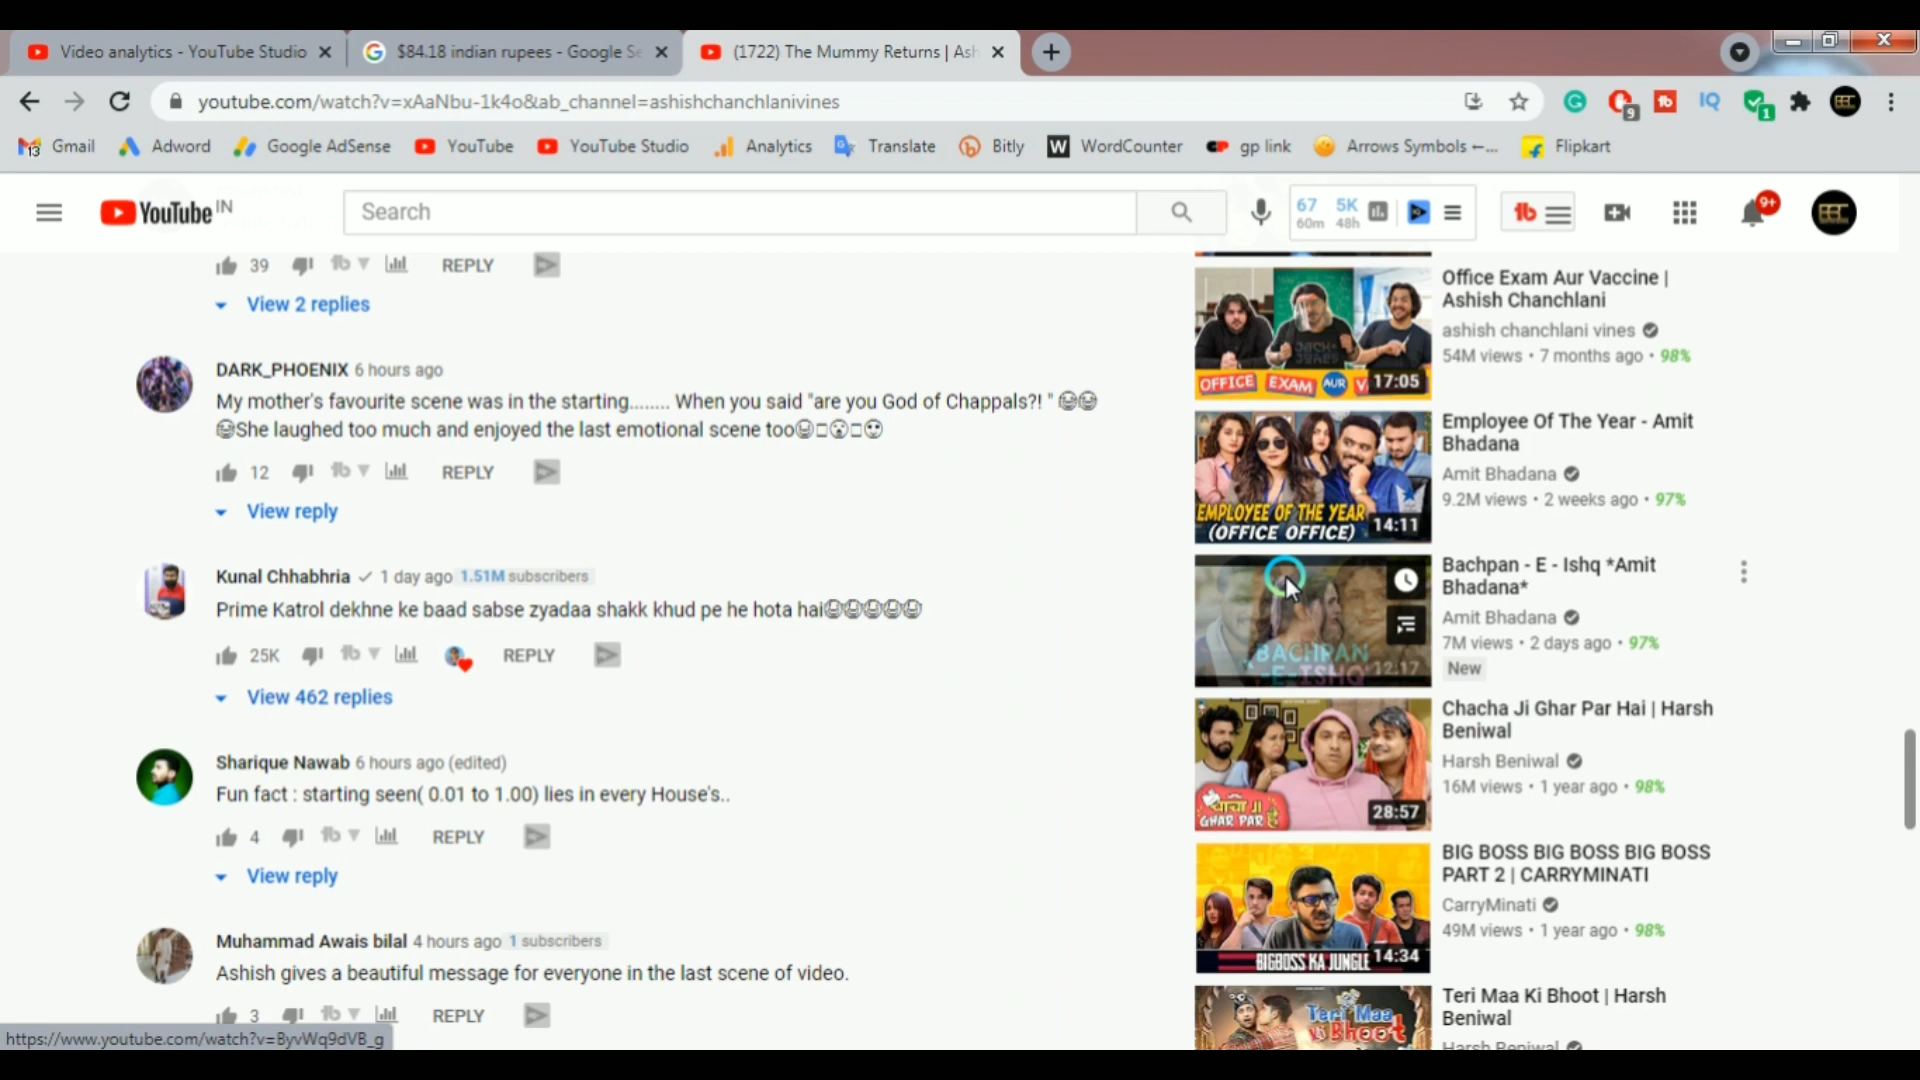 Video analytics - YouTube Studio
$84.18 indian rupees - Google Se
(1722) The Mummy Returns | Ash
youtube.com/watch?v=xAaNbu-1k4o&ab_channel=ashishchanchlanivines
9
1
13 Gmail Adword Google AdSense YouTube YouTube Studio Analytics Translate Bitly W WordCounter gp link Arrows Symbols ←... Flipkart
YouTube IN
Search
67 60m
5K 48h
9+
39 REPLY
View 2 replies
DARK_PHOENIX 6 hours ago
My mother's favourite scene was in the starting........ When you said "are you God of Chappals?! "
She laughed too much and enjoyed the last emotional scene too
12 REPLY
View reply
Kunal Chhabhria 1 day ago 1.51M subscribers
Prime Katrol dekhne ke baad sabse zyadaa shakk khud pe he hota hai
25K REPLY
View 462 replies
Sharique Nawab 6 hours ago (edited)
Fun fact : starting seen( 0.01 to 1.00) lies in every House's..
4 REPLY
View reply
Muhammad Awais bilal 4 hours ago 1 subscribers
Ashish gives a beautiful message for everyone in the last scene of video.
3 REPLY
https://www.youtube.com/watch?v=ByvWq9dVB_g
OFFICE EXAM AUR V 17:05
Office Exam Aur Vaccine |
Ashish Chanchlani
ashish chanchlani vines
54M views • 7 months ago • 98%
EMPLOYEE OF THE YEAR
(OFFICE OFFICE) 14:11
Employee Of The Year - Amit
Bhadana
Amit Bhadana
9.2M views • 2 weeks ago • 97%
BACHPAN
-E-ISHQ 12:17
Bachpan - E - Ishq *Amit
Bhadana*
Amit Bhadana
7M views • 2 days ago • 97%
New
चाचा JI
GHAR PAR है 28:57
Chacha Ji Ghar Par Hai | Harsh
Beniwal
Harsh Beniwal
16M views • 1 year ago • 98%
BIGBOSS KA JUNGLE 14:34
BIG BOSS BIG BOSS BIG BOSS
PART 2 | CARRYMINATI
CarryMinati
49M views • 1 year ago • 98%
Teri Maa
Ka Bhoot
Teri Maa Ki Bhoot | Harsh
Beniwal
Harsh Beniwal